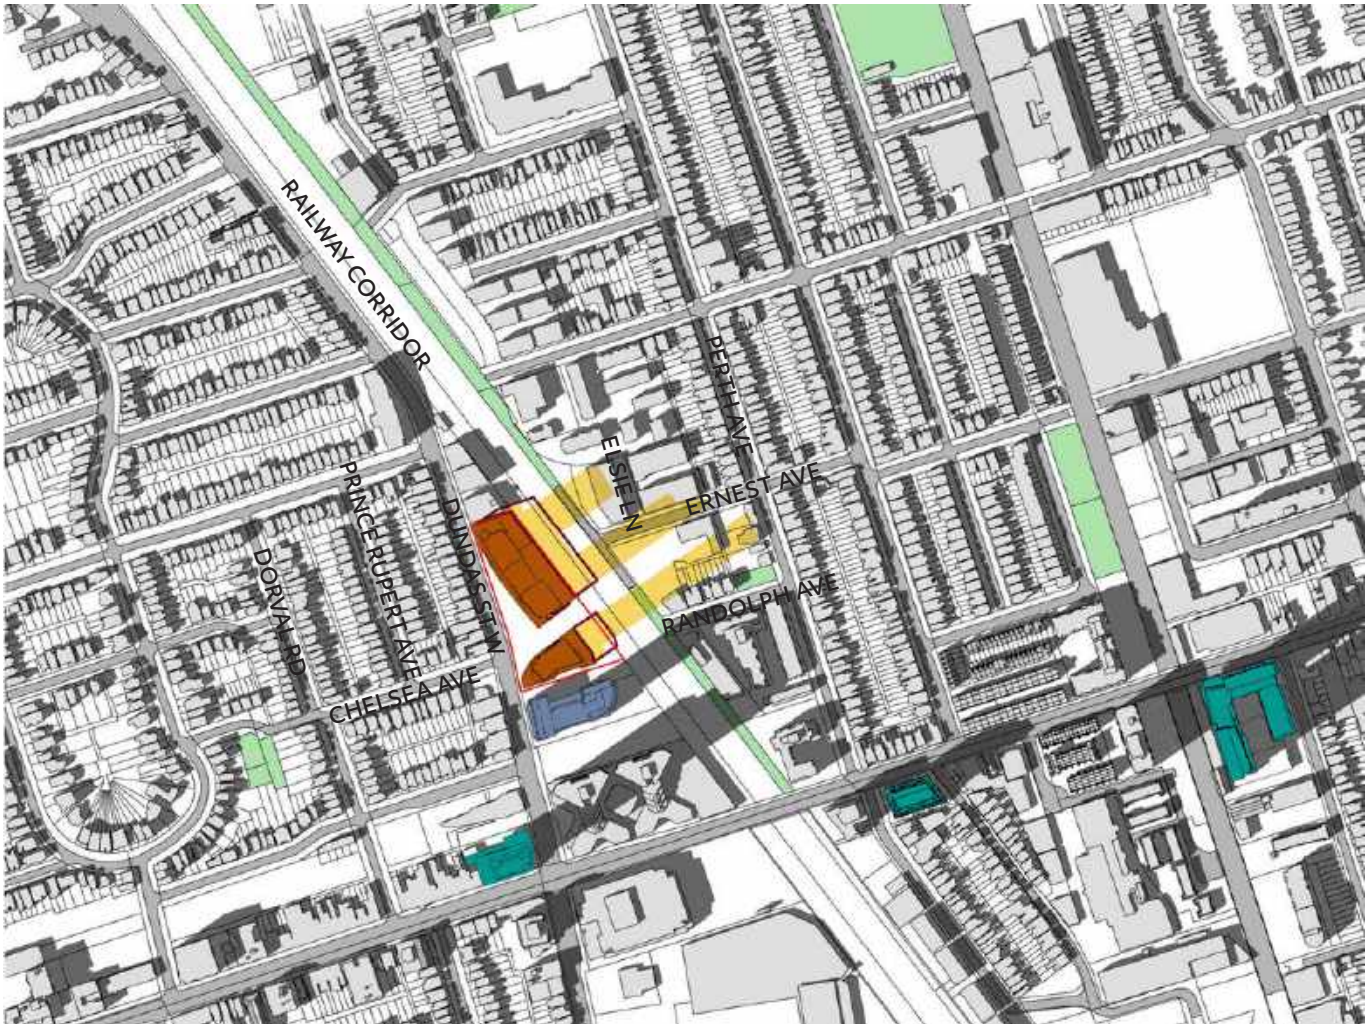 RAILWAY CORRIDOR
PERTH AVE
ELSIE LN
ERNEST AVE
PRINCE RUPERT AVE
DUNDAS ST W
DORVAL RD
RANDOLPH AVE
CHELSEA AVE